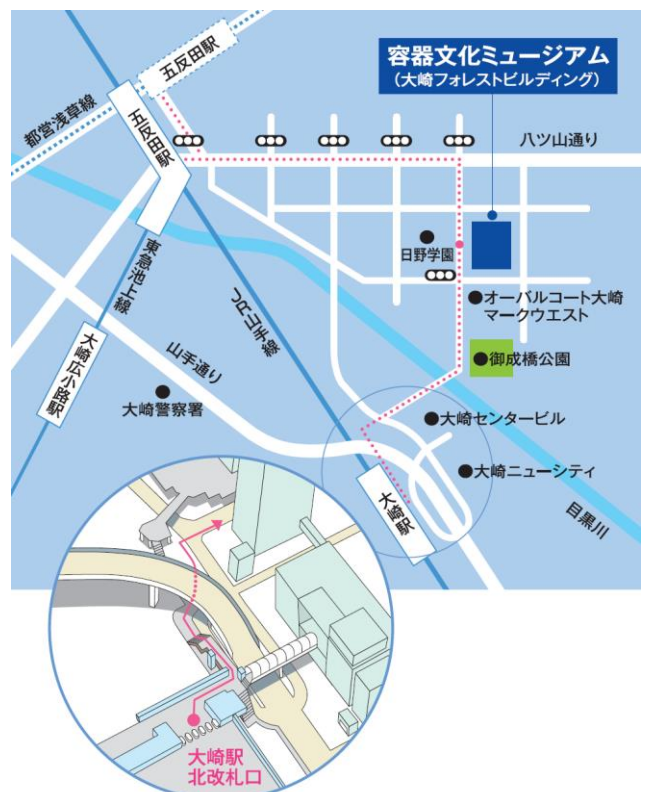 五反田駅
容器文化ミュージアム
(大崎フォレストビルディング)
都営浅草線
五反田駅
八ツ山通り
日野学園
東急池上線
JR山手線
オーバルコート大崎
マークウエスト
山手通り
御成橋公園
大崎広小路駅
大崎警察署
大崎センタービル
大崎ニューシティ
大崎駅
目黒川
大崎駅
北改札口